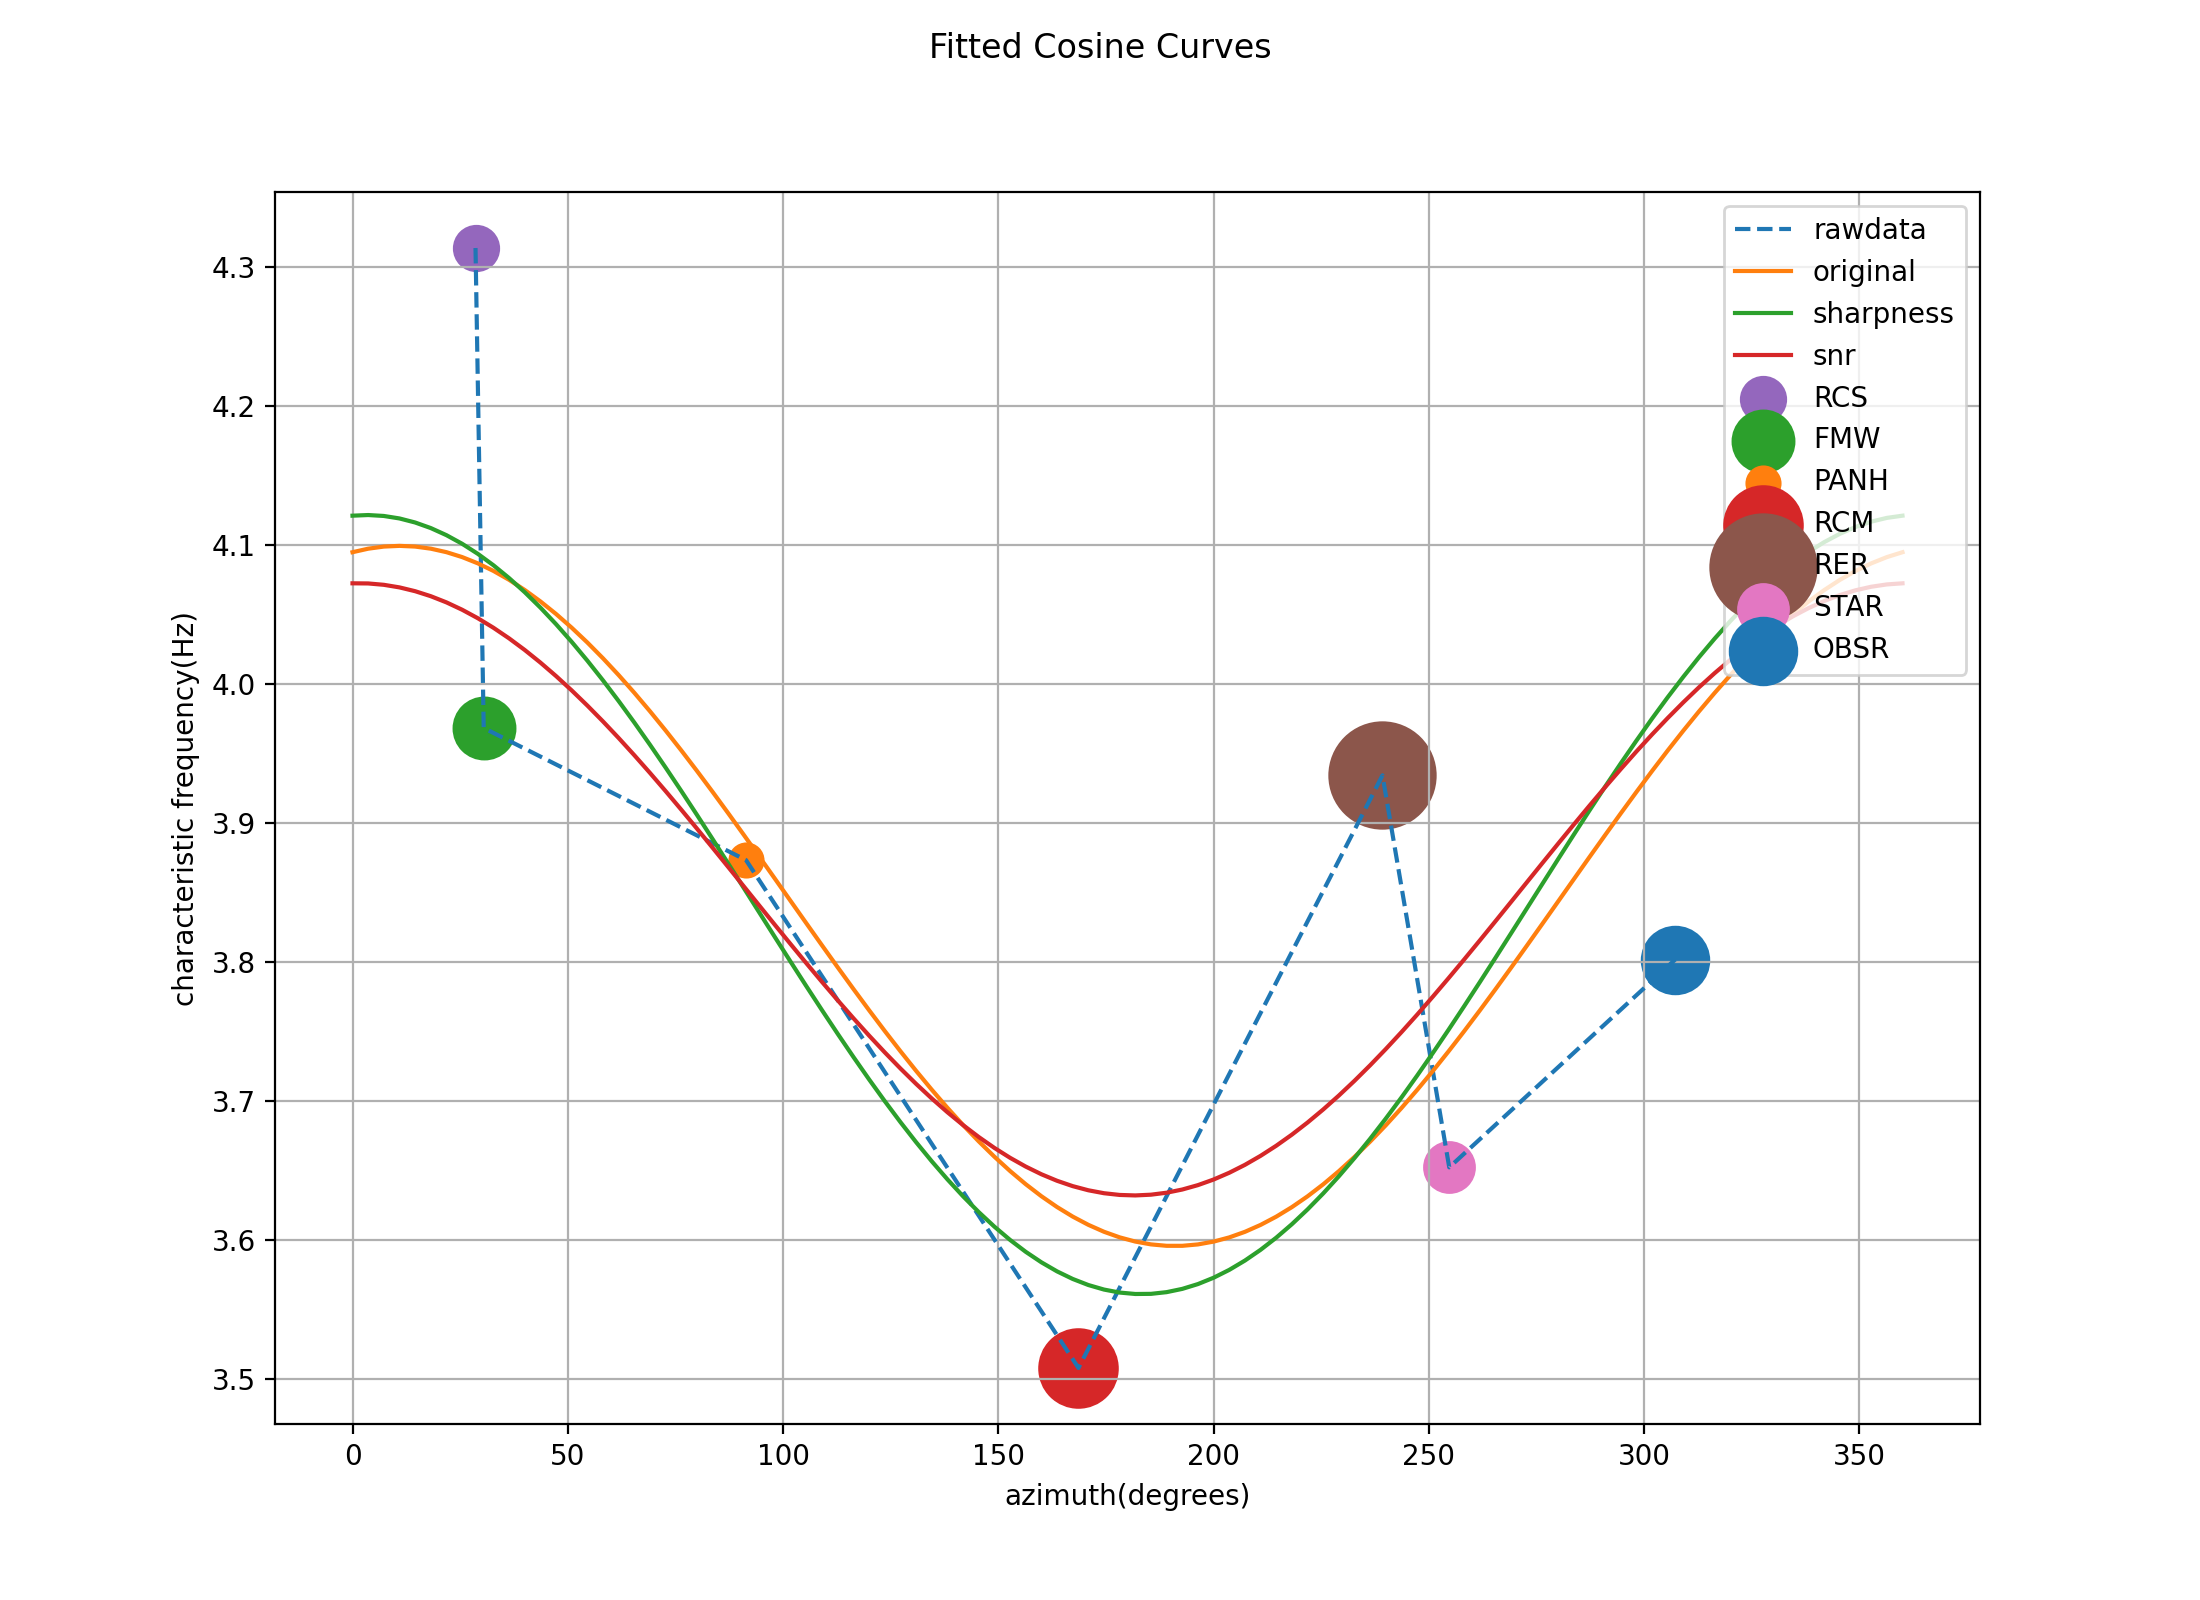 Fitted Cosine Curves
rawdata
original
sharpness
snr
RCS
FMW
PANH
RCM
RER
STAR
OBSR
4.3
4.2
4.1
4.0
3.9
3.8
3.7
3.6
3.5
characteristic frequency(Hz)
0 50 100 150 200 250 300 350
azimuth(degrees)